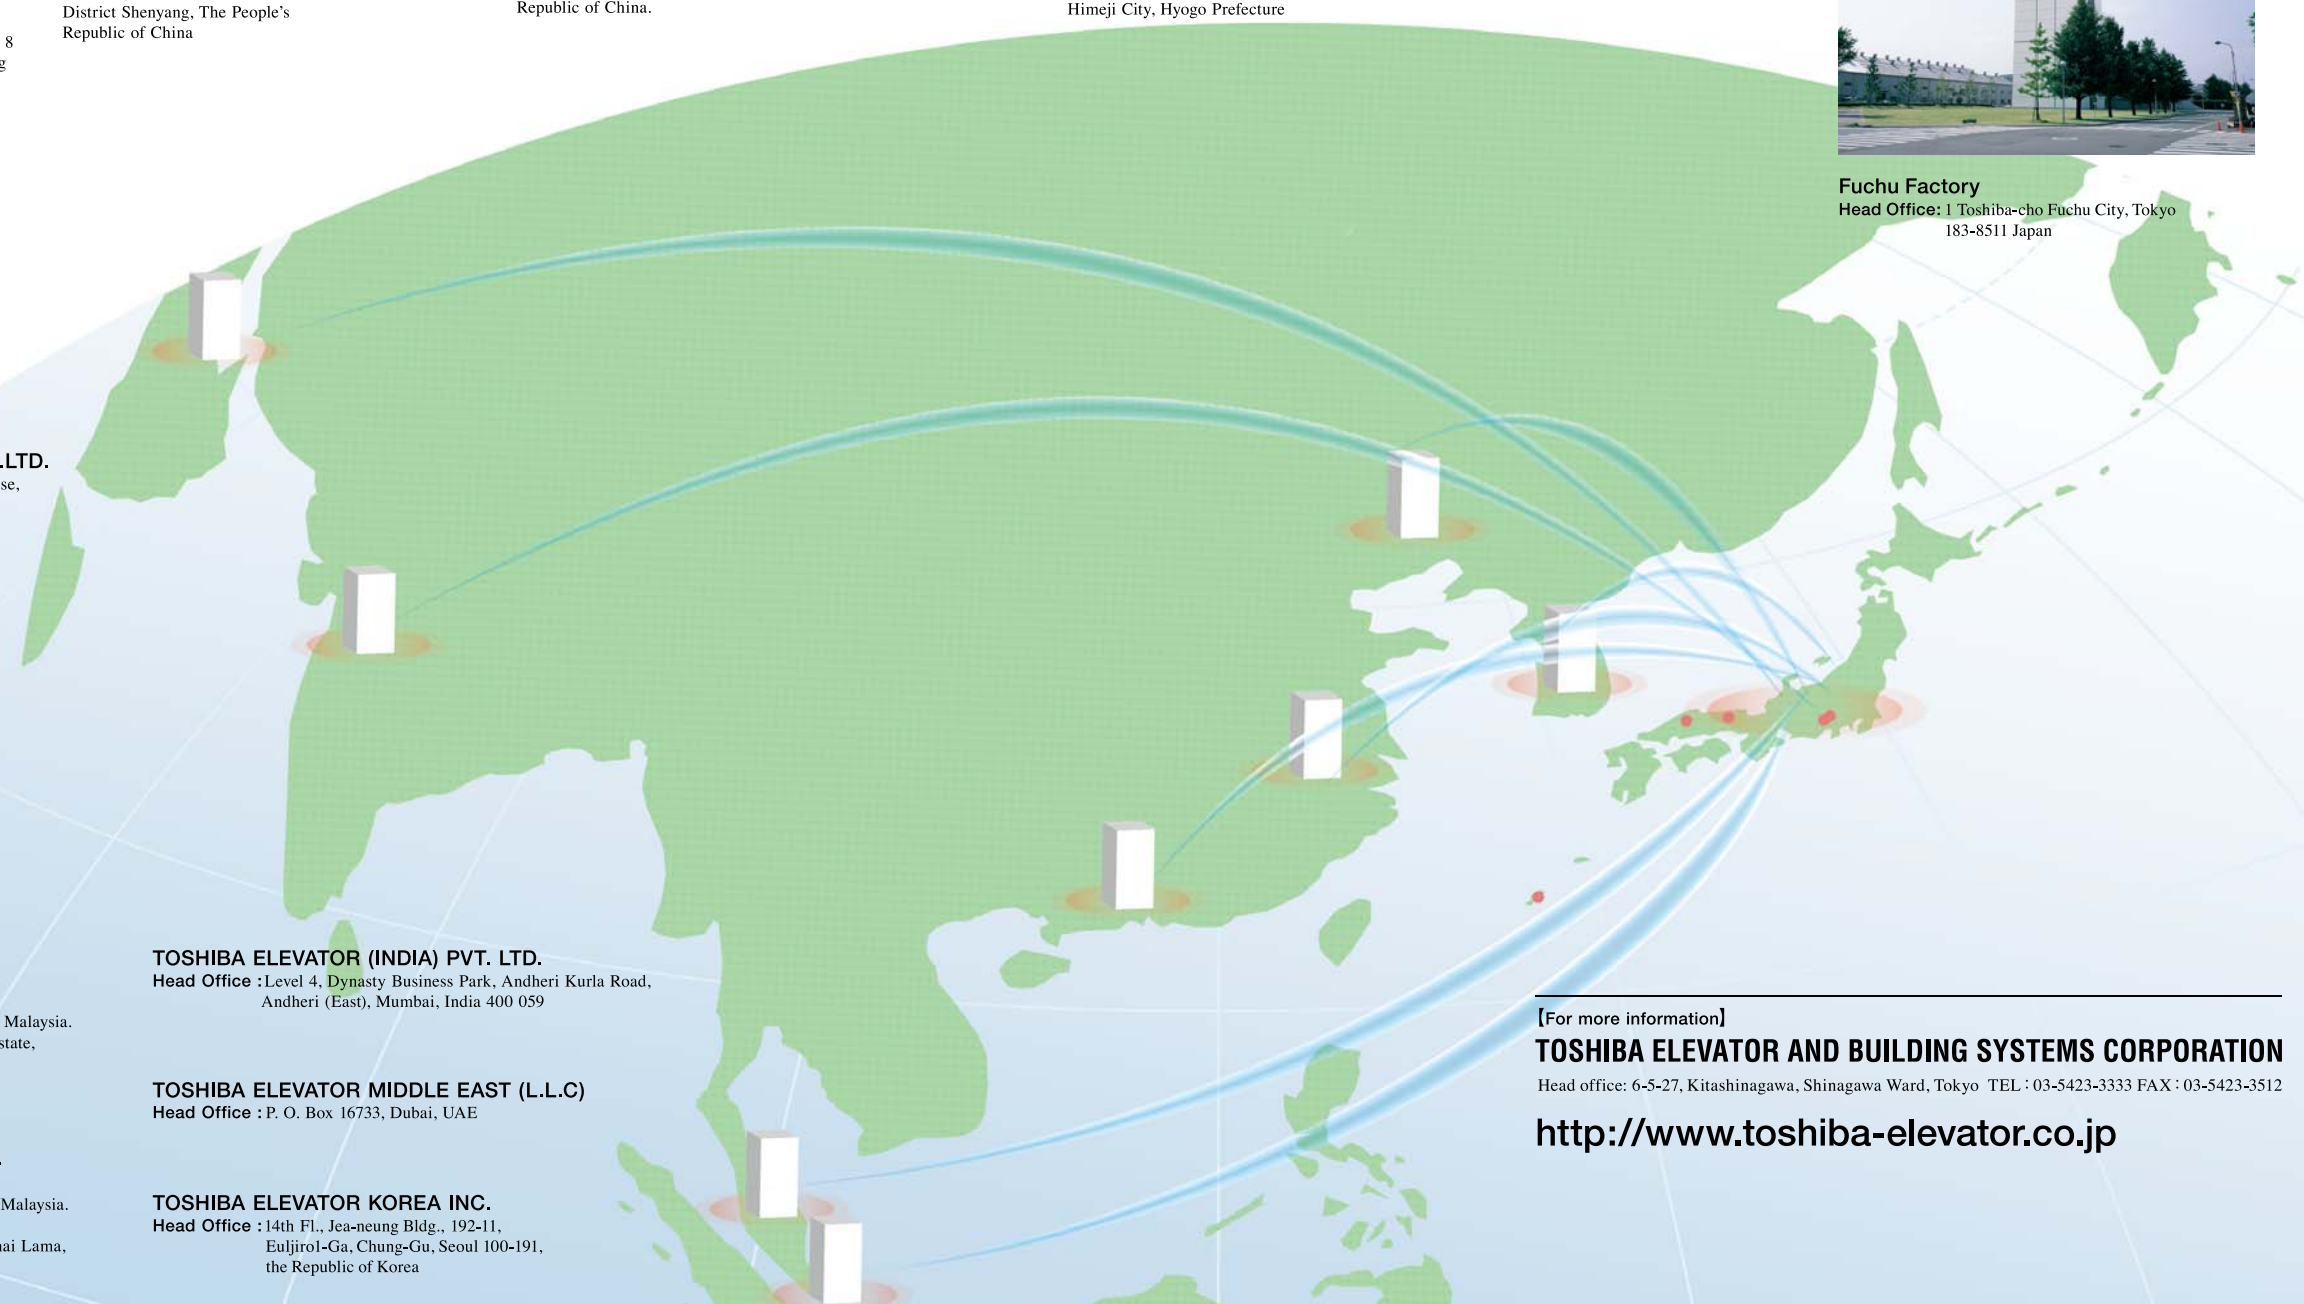 District Shenyang, The People's
Republic of China
8
g
Republic of China.
Himeji City, Hyogo Prefecture
Fuchu Factory
Head Office: 1 Toshiba-cho Fuchu City, Tokyo
183-8511 Japan
.LTD.
se,
Malaysia.
state,
Malaysia.
ai Lama,
TOSHIBA ELEVATOR (INDIA) PVT. LTD.
Head Office : Level 4, Dynasty Business Park, Andheri Kurla Road,
Andheri (East), Mumbai, India 400 059
TOSHIBA ELEVATOR MIDDLE EAST (L.L.C)
Head Office : P. O. Box 16733, Dubai, UAE
TOSHIBA ELEVATOR KOREA INC.
Head Office : 14th Fl., Jea-neung Bldg., 192-11,
Euljiro1-Ga, Chung-Gu, Seoul 100-191,
the Republic of Korea
【For more information】
TOSHIBA ELEVATOR AND BUILDING SYSTEMS CORPORATION
Head office: 6-5-27, Kitashinagawa, Shinagawa Ward, Tokyo TEL : 03-5423-3333 FAX : 03-5423-3512
http://www.toshiba-elevator.co.jp